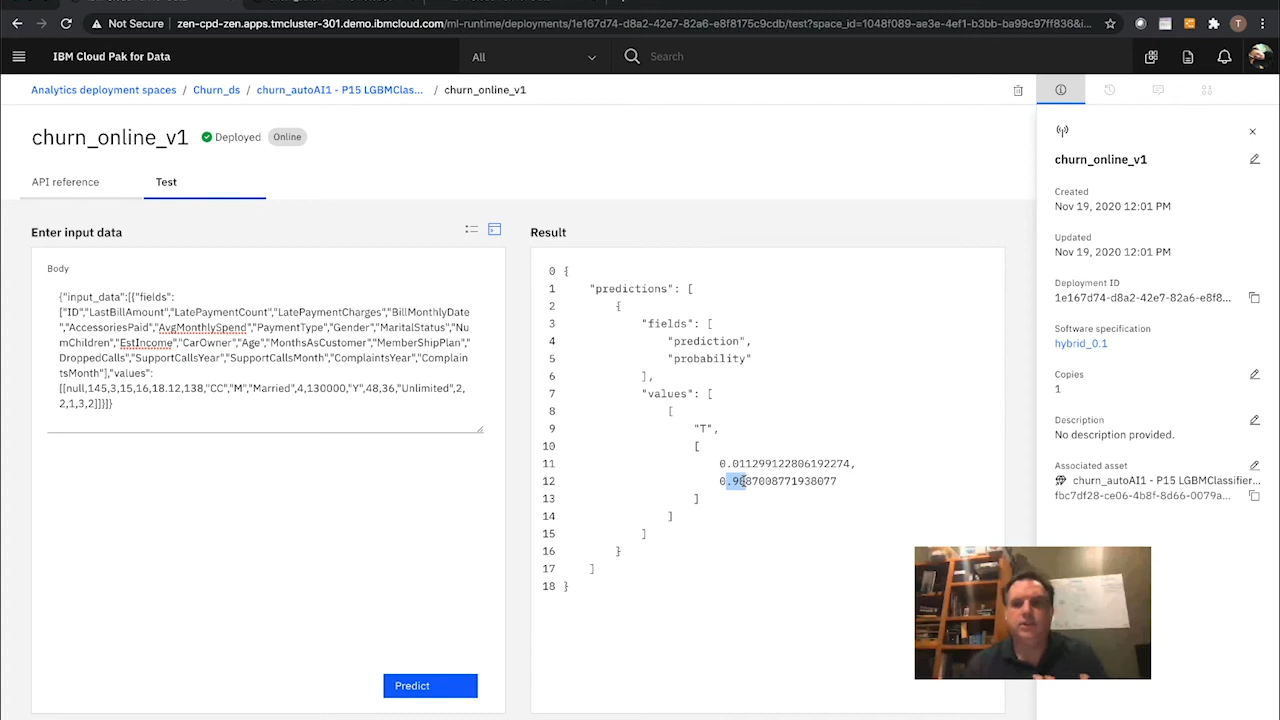 Not Secure
zen-cpd-zen.apps.tmcluster-301.demo.ibmcloud.com/ml-runtime/deployments/1e167d74-d8a2-42e7-82a6-e8f8175c9cdb/test?space_id=1048f089-ae3e-4ef1-b3bb-ba99c97ff836&i...
T
IBM Cloud Pak for Data
All
Search
Analytics deployment spaces / Churn_ds / churn_autoAI1 - P15 LGBMClas... / churn_online_v1
churn_online_v1
Deployed
Online
API reference
Test
Enter input data
Body
{"input_data":[{"fields":
["ID","LastBillAmount","LatePaymentCount","LatePaymentCharges","BillMonthlyDate
","AccessoriesPaid","AvgMonthlySpend","PaymentType","Gender","MaritalStatus","Nu
mChildren","EstIncome","CarOwner","Age","MonthsAsCustomer","MemberShipPlan","
DroppedCalls","SupportCallsYear","SupportCallsMonth","ComplaintsYear","Complain
tsMonth"],"values":
[[null,145,3,15,16,18.12,138,"CC","M","Married",4,130000,"Y",48,36,"Unlimited",2,
2,1,3,2]]}]}
Predict
Result
0 {
1 "predictions": [
2 {
3 "fields": [
4 "prediction",
5 "probability"
6 ],
7 "values": [
8 [
9 "T",
10 [
11 0.011299122806192274,
12 0.9887008771938077
13 ]
14 ]
15 ]
16 }
17 ]
18 }
churn_online_v1
Created
Nov 19, 2020 12:01 PM
Updated
Nov 19, 2020 12:01 PM
Deployment ID
1e167d74-d8a2-42e7-82a6-e8f8...
Software specification
hybrid_0.1
Copies
1
Description
No description provided.
Associated asset
churn_autoAI1 - P15 LGBMClassifier...
fbc7df28-ce06-4b8f-8d66-0079a...